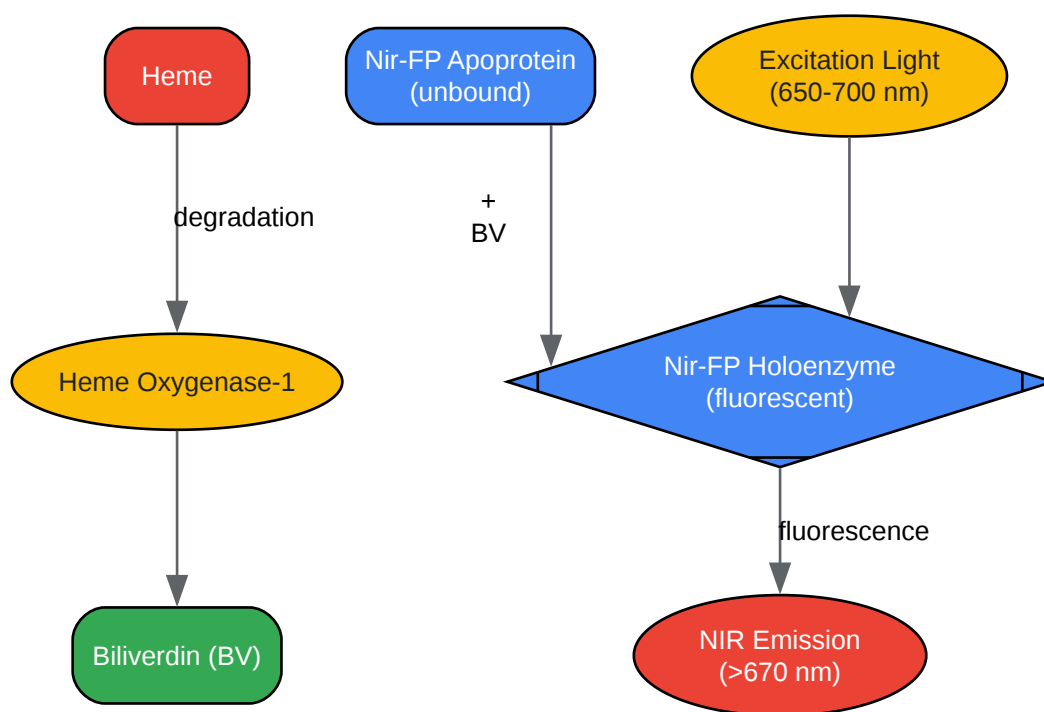 Heme
Nir-FP Apoprotein
(unbound)
Excitation Light
(650-700 nm)
degradation
+
BV
Heme Oxygenase-1
Nir-FP Holoenzyme
(fluorescent)
fluorescence
Biliverdin (BV)
NIR Emission
(>670 nm)